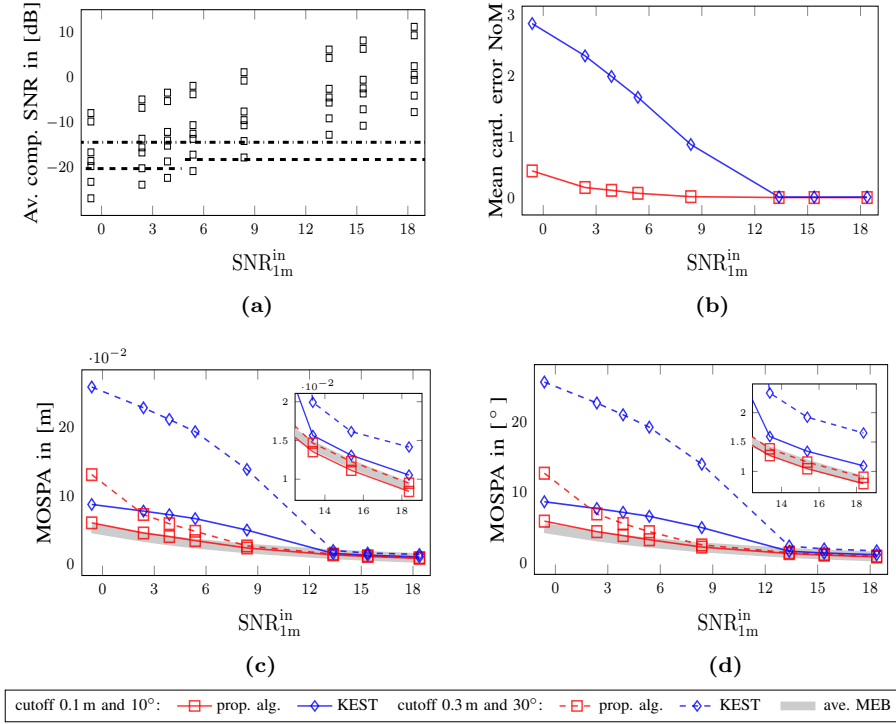 10
0
−10
−20
Av. comp. SNR in [dB]
0 3 6 9 12 15 18
SNR^in_1m
(a)
3
2
1
0
Mean card. error NoM
0 3 6 9 12 15 18
SNR^in_1m
(b)
·10^−2
20
10
0
MOSPA in [m]
0 3 6 9 12 15 18
SNR^in_1m
·10^−2
2
1.5
1
14 16 18
(c)
20
10
0
MOSPA in [°]
0 3 6 9 12 15 18
SNR^in_1m
2
1.5
1
14 16 18
(d)
cutoff 0.1 m and 10°: prop. alg. KEST cutoff 0.3 m and 30°: prop. alg. KEST ave. MEB